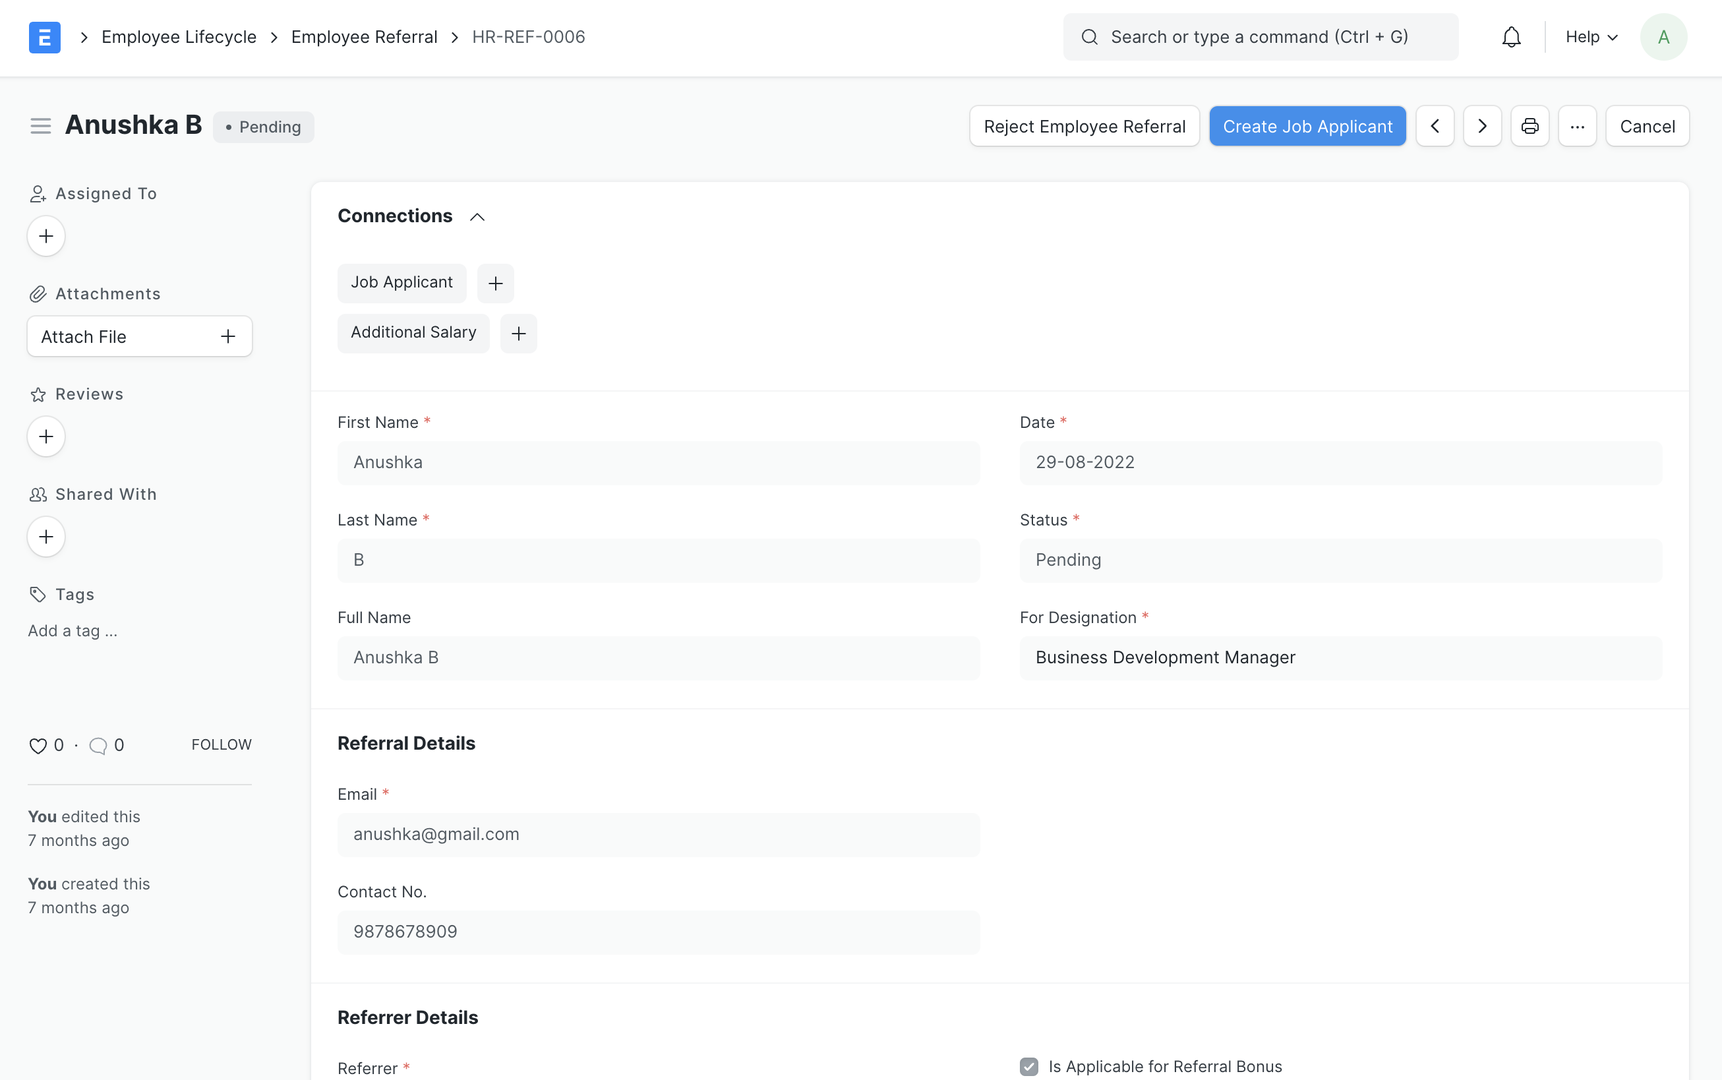 E
Employee Lifecycle
Employee Referral
HR-REF-0006
Search or type a command (Ctrl + G)
Help
A
Anushka B
• Pending
Reject Employee Referral
Create Job Applicant
...
Cancel
Assigned To
Attachments
Attach File
Reviews
Shared With
Tags
Add a tag ...
0 · 0
FOLLOW
You edited this
7 months ago
You created this
7 months ago
Connections
Job Applicant
Additional Salary
First Name *
Anushka
Last Name *
B
Full Name
Anushka B
Date *
29-08-2022
Status *
Pending
For Designation *
Business Development Manager
Referral Details
Email *
anushka@gmail.com
Contact No.
9878678909
Referrer Details
Referrer *
Is Applicable for Referral Bonus